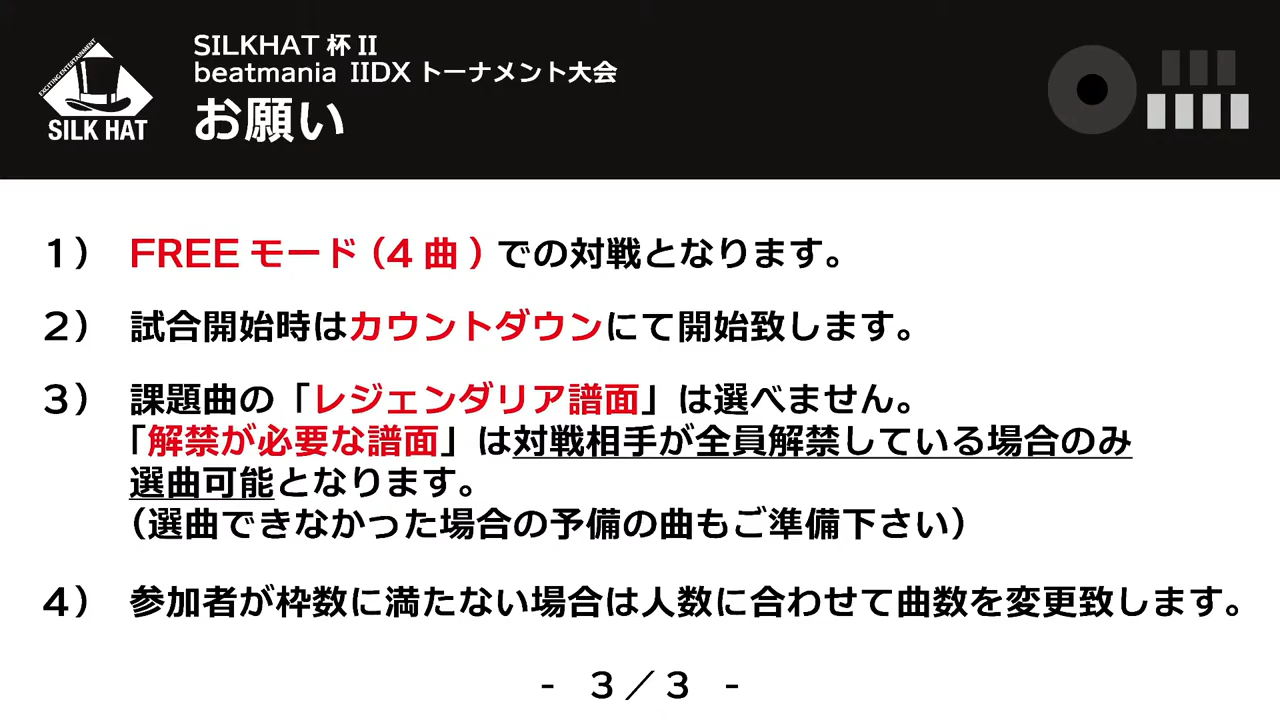 EXCITING ENTERTAINMENT
SILK HAT
SILKHAT 杯 II
beatmania IIDX トーナメント大会
お願い
1） FREE モード（4 曲）での対戦となります。
2） 試合開始時はカウントダウンにて開始致します。
3） 課題曲の「レジェンダリア譜面」は選べません。
「解禁が必要な譜面」は対戦相手が全員解禁している場合のみ
選曲可能となります。
（選曲できなかった場合の予備の曲もご準備下さい）
4） 参加者が枠数に満たない場合は人数に合わせて曲数を変更致します。
- 3／3 -